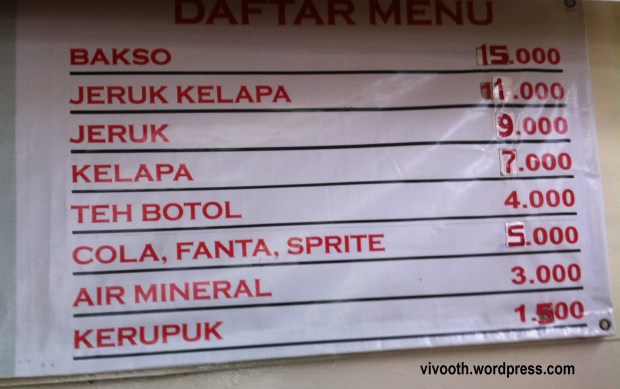 DAFTAR MENU
BAKSO 15.000
JERUK KELAPA 11.000
JERUK 9.000
KELAPA 7.000
TEH BOTOL 4.000
COLA, FANTA, SPRITE 5.000
AIR MINERAL 3.000
KERUPUK 1.500
vivooth.wordpress.com